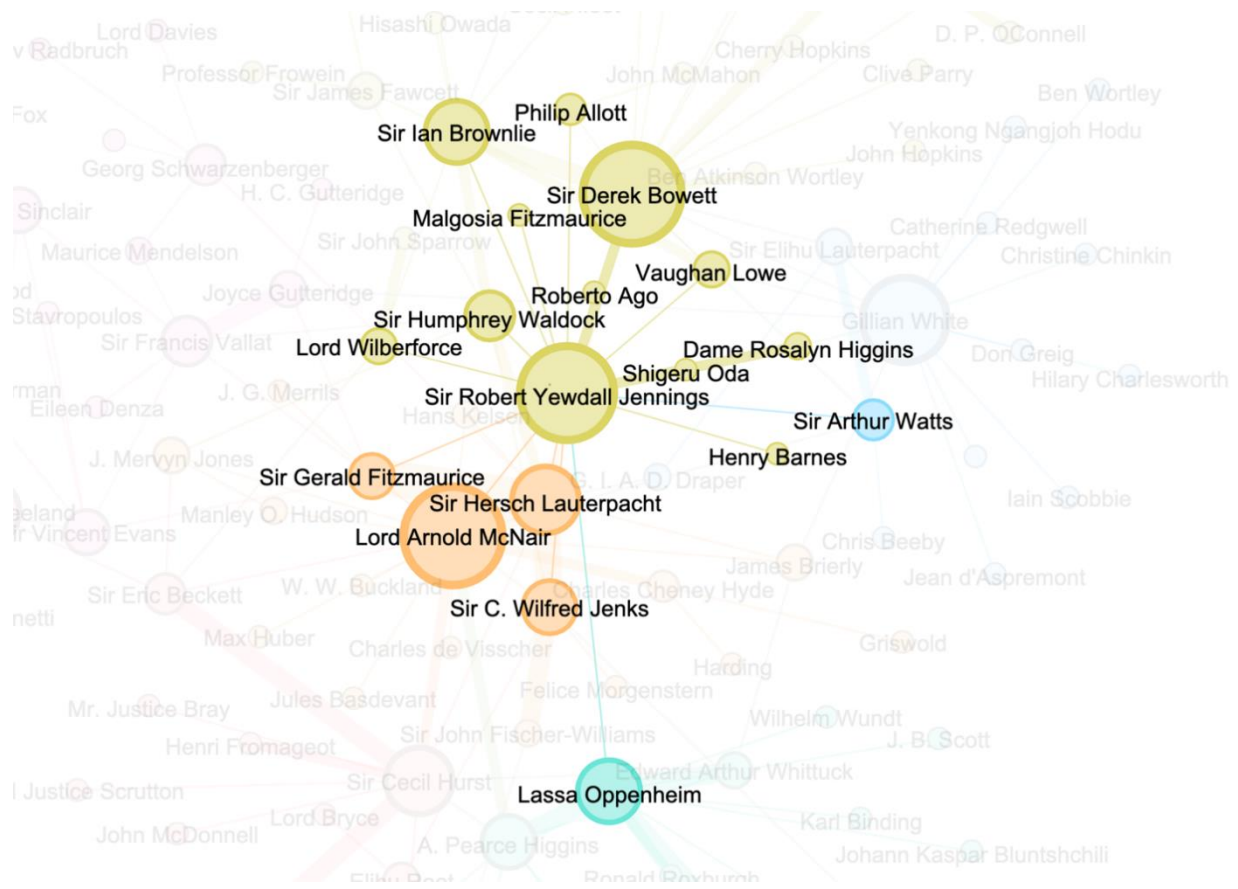 Lord Davies
Hisashi Owada
D. P. OConnell
v Radbruch
Cherry Hopkins
Professor Frowein
John McMahon
Clive Parry
Sir James Fawcett
Ben Wortley
Fox
Philip Allott
Sir Ian Brownlie
Yenkong Ngangjoh Hodu
John Hopkins
Georg Schwarzenberger
Ben Atkinson Wortley
H. C. Gutteridge
Sir Derek Bowett
Sinclair
Malgosia Fitzmaurice
Catherine Redgwell
Sir John Sparrow
Maurice Mendelson
Sir Elihu Lauterpacht
Christine Chinkin
Vaughan Lowe
Joyce Gutteridge
Roberto Ago
Stavropoulos
Sir Humphrey Waldock
Gillian White
Sir Francis Vallat
Lord Wilberforce
Dame Rosalyn Higgins
Don Greig
Shigeru Oda
Hilary Charlesworth
rman
J. G. Merrils
Sir Robert Yewdall Jennings
Eileen Denza
Hans Kelsen
Sir Arthur Watts
J. Mervyn Jones
Henry Barnes
Sir Gerald Fitzmaurice
G. I. A. D. Draper
Sir Hersch Lauterpacht
Iain Scobbie
Manley O. Hudson
eeland
ir Vincent Evans
Lord Arnold McNair
Chris Beeby
James Brierly
Jean d'Aspremont
W. W. Buckland
Charles Cheney Hyde
Sir Eric Beckett
Sir C. Wilfred Jenks
netti
Max Huber
Charles de Visscher
Griswold
Harding
Felice Morgenstern
Jules Basdevant
Mr. Justice Bray
Wilhelm Wundt
Sir John Fischer-Williams
J. B. Scott
Henri Fromageot
Edward Arthur Whittuck
Sir Cecil Hurst
l Justice Scrutton
Lassa Oppenheim
Lord Bryce
Karl Binding
John McDonnell
A. Pearce Higgins
Johann Kaspar Bluntshchili
Elihu Root
Ronald Roxburgh